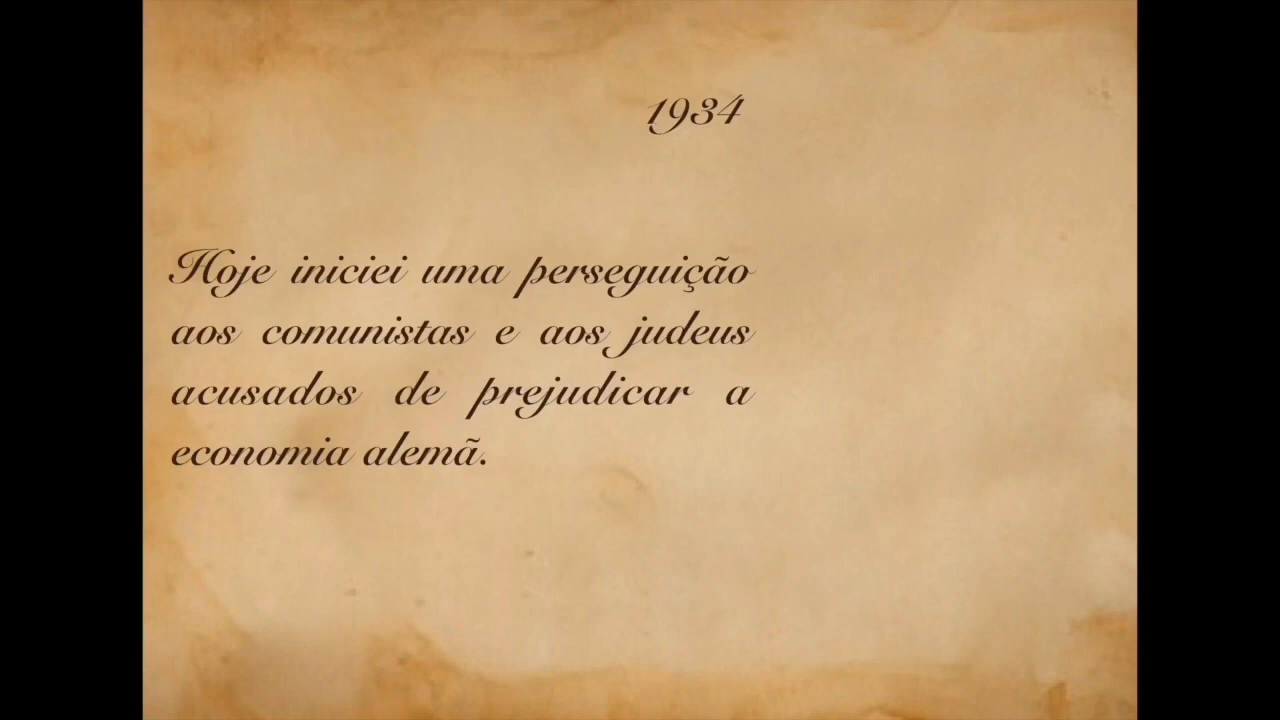 1934
Hoje iniciei uma perseguição
aos comunistas e aos judeus
acusados de prejudicar a
economia alemã.